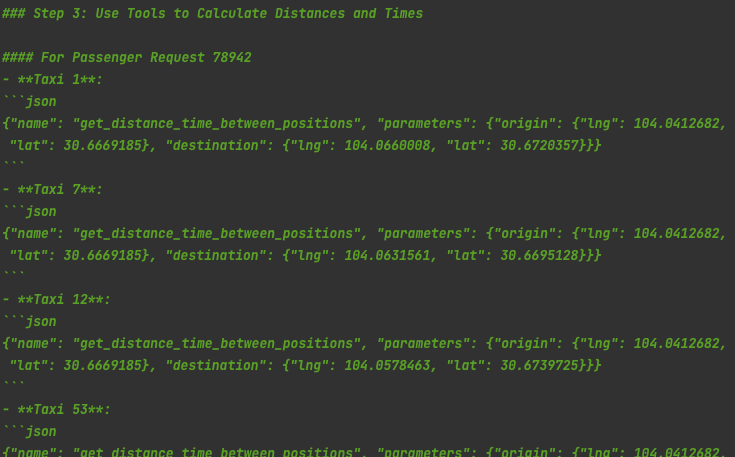 ### Step 3: Use Tools to Calculate Distances and Times
#### For Passenger Request 78942
- **Taxi 1**:
```json
{"name": "get_distance_time_between_positions", "parameters": {"origin": {"lng": 104.0412682,
"lat": 30.6669185}, "destination": {"lng": 104.0660008, "lat": 30.6720357}}}
```
- **Taxi 7**:
```json
{"name": "get_distance_time_between_positions", "parameters": {"origin": {"lng": 104.0412682,
"lat": 30.6669185}, "destination": {"lng": 104.0631561, "lat": 30.6695128}}}
```
- **Taxi 12**:
```json
{"name": "get_distance_time_between_positions", "parameters": {"origin": {"lng": 104.0412682,
"lat": 30.6669185}, "destination": {"lng": 104.0578463, "lat": 30.6739725}}}
```
- **Taxi 53**:
```json
{"name": "get_distance_time_between_positions", "parameters": {"origin": {"lng": 104.0412682,